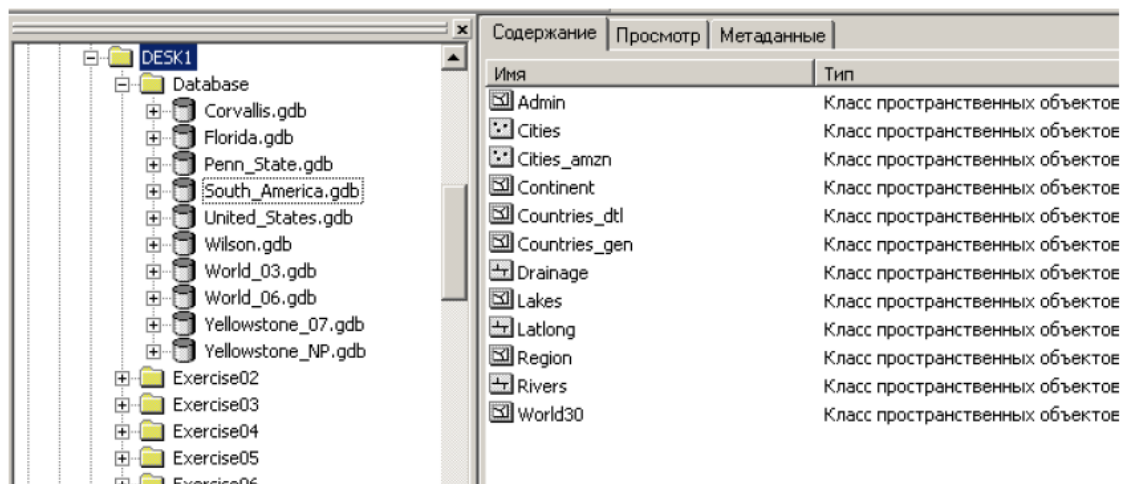 DESK1
Database
Corvallis.gdb
Florida.gdb
Penn_State.gdb
South_America.gdb
United_States.gdb
Wilson.gdb
World_03.gdb
World_06.gdb
Yellowstone_07.gdb
Yellowstone_NP.gdb
Exercise02
Exercise03
Exercise04
Exercise05
Exercise06
Содержание Просмотр Метаданные
Имя Тип
Admin Класс пространственных объектов
Cities Класс пространственных объектов
Cities_amzn Класс пространственных объектов
Continent Класс пространственных объектов
Countries_dtl Класс пространственных объектов
Countries_gen Класс пространственных объектов
Drainage Класс пространственных объектов
Lakes Класс пространственных объектов
Latlong Класс пространственных объектов
Region Класс пространственных объектов
Rivers Класс пространственных объектов
World30 Класс пространственных объектов